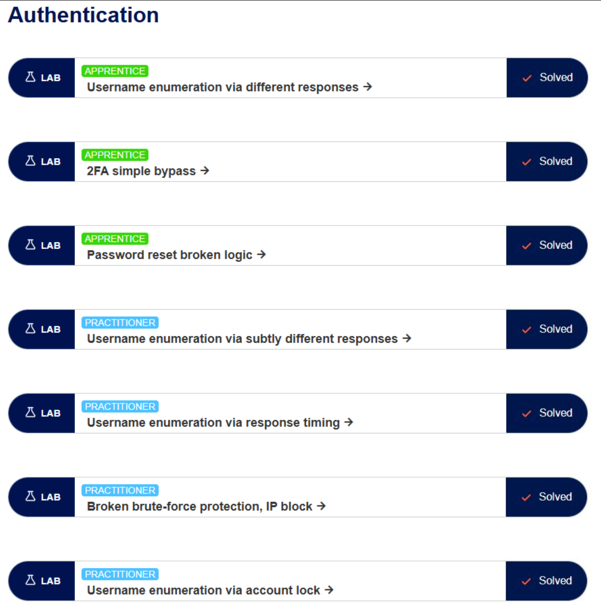 Authentication
APPRENTICE
LAB
Username enumeration via different responses →
Solved
APPRENTICE
LAB
2FA simple bypass →
Solved
APPRENTICE
LAB
Password reset broken logic →
Solved
PRACTITIONER
LAB
Username enumeration via subtly different responses →
Solved
PRACTITIONER
LAB
Username enumeration via response timing →
Solved
PRACTITIONER
LAB
Broken brute-force protection, IP block →
Solved
PRACTITIONER
LAB
Username enumeration via account lock →
Solved